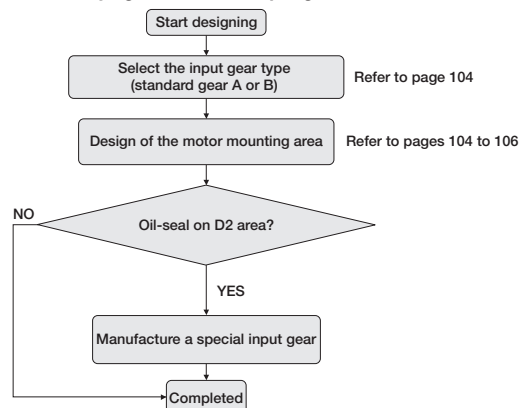 Start designing
Select the input gear type
(standard gear A or B)
Refer to page 104
Design of the motor mounting area
Refer to pages 104 to 106
Oil-seal on D2 area?
NO
YES
Manufacture a special input gear
Completed